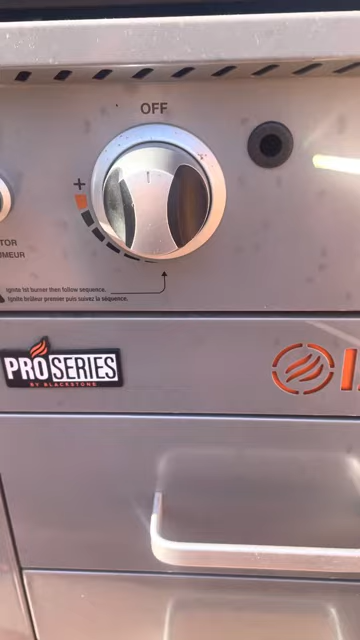 OFF
+
TOR
UMEUR
Ignite 1st burner then follow sequence.
Ignite brûleur premier puis suivez la séquence.
PRO SERIES
BY BLACKSTONE